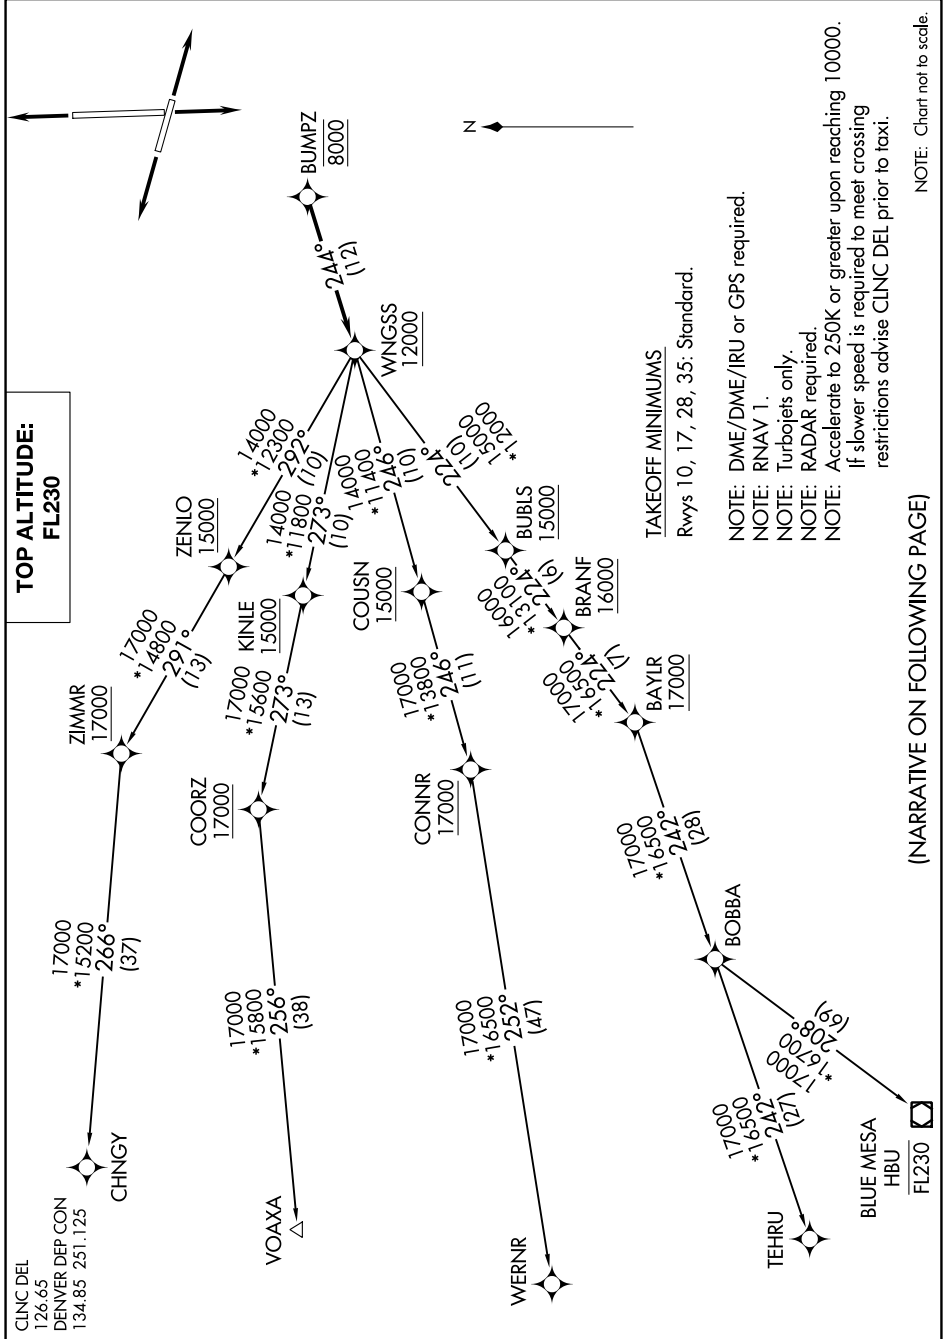 CLNC DEL
126.65
DENVER DEP CON
134.85 251.125
TOP ALTITUDE:
FL230
N
BUMPZ
8000
244°
(12)
WNGSS
12000
14000
*12300
292°
(10)
ZENLO
15000
17000
*14800
291°
(13)
ZIMMR
17000
17000
*15200
266°
(37)
CHNGY
14000
*11800
273°
(10)
KINLE
15000
17000
*15600
273°
(13)
COORZ
17000
17000
*15800
256°
(38)
VOAXA
14000
*11400
246°
(10)
COUSN
15000
17000
*13800
246°
(11)
CONNR
17000
17000
*16500
252°
(47)
WERNR
224°
(10)
15000
*12000
BUBLS
15000
16000
*13100
224°
(6)
BRANF
16000
17000
*16500
224°
(7)
BAYLR
17000
17000
*16500
242°
(28)
BOBBA
17000
*16500
242°
(27)
TEHRU
17000
*16700
208°
(69)
BLUE MESA
HBU
FL230
TAKEOFF MINIMUMS
Rwys 10, 17, 28, 35: Standard.
NOTE: DME/DME/IRU or GPS required.
NOTE: RNAV 1.
NOTE: Turbojets only.
NOTE: RADAR required.
NOTE: Accelerate to 250K or greater upon reaching 10000.
If slower speed is required to meet crossing
restrictions advise CLNC DEL prior to taxi.
(NARRATIVE ON FOLLOWING PAGE)
NOTE: Chart not to scale.